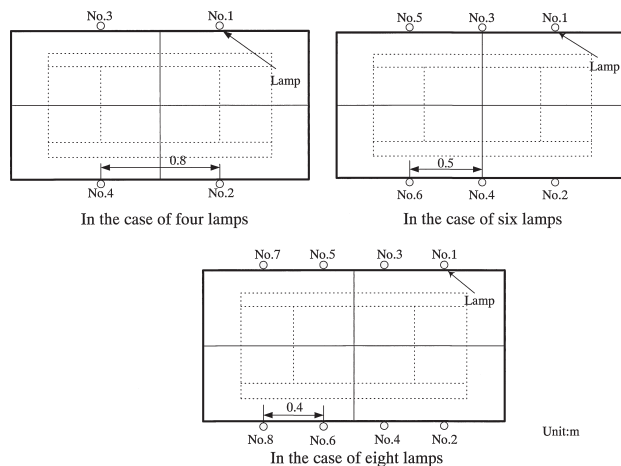 No.3 No.1
Lamp
0.8
No.4 No.2
In the case of four lamps
No.5 No.3 No.1
Lamp
0.5
No.6 No.4 No.2
In the case of six lamps
No.7 No.5 No.3 No.1
Lamp
0.4
No.8 No.6 No.4 No.2
In the case of eight lamps
Unit:m